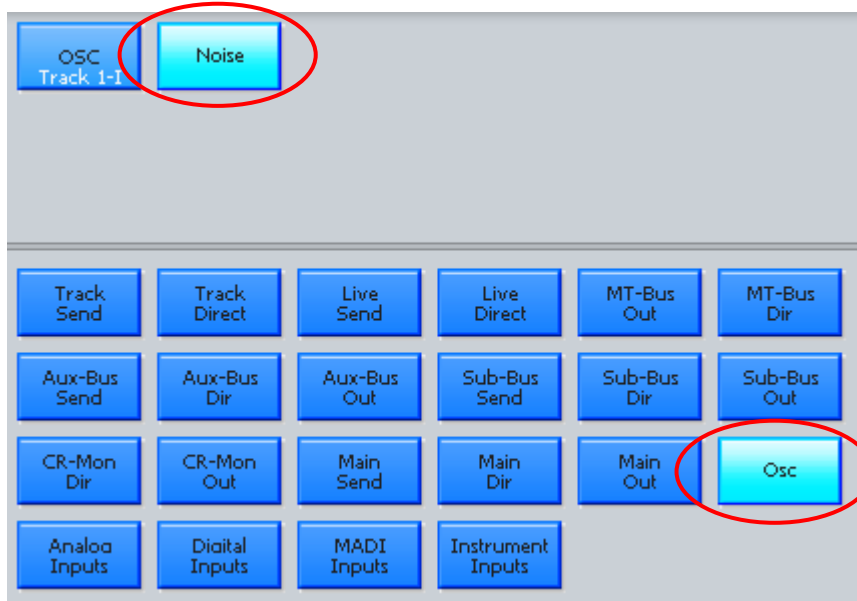 OSC
Track 1-I
Noise
Track
Send
Track
Direct
Live
Send
Live
Direct
MT-Bus
Out
MT-Bus
Dir
Aux-Bus
Send
Aux-Bus
Dir
Aux-Bus
Out
Sub-Bus
Send
Sub-Bus
Dir
Sub-Bus
Out
CR-Mon
Dir
CR-Mon
Out
Main
Send
Main
Dir
Main
Out
Osc
Analog
Inputs
Digital
Inputs
MADI
Inputs
Instrument
Inputs